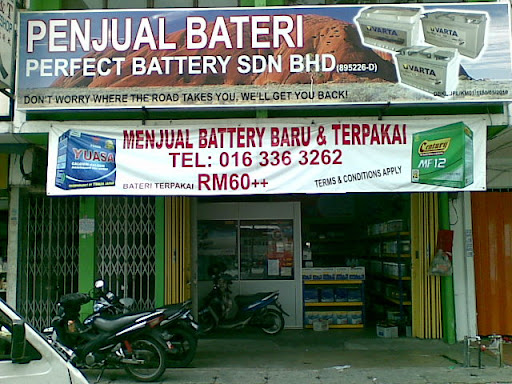 PENJUAL BATERI
PERFECT BATTERY SDN BHD (895226-D)
DON'T WORRY WHERE THE ROAD TAKES YOU, WE'LL GET YOU BACK!
VARTA
VARTA
VARTA
MENJUAL BATTERY BARU & TERPAKAI
TEL: 016 336 3262
BATERI TERPAKAI RM60++
TERMS & CONDITIONS APPLY
YUASA
Century
MF12